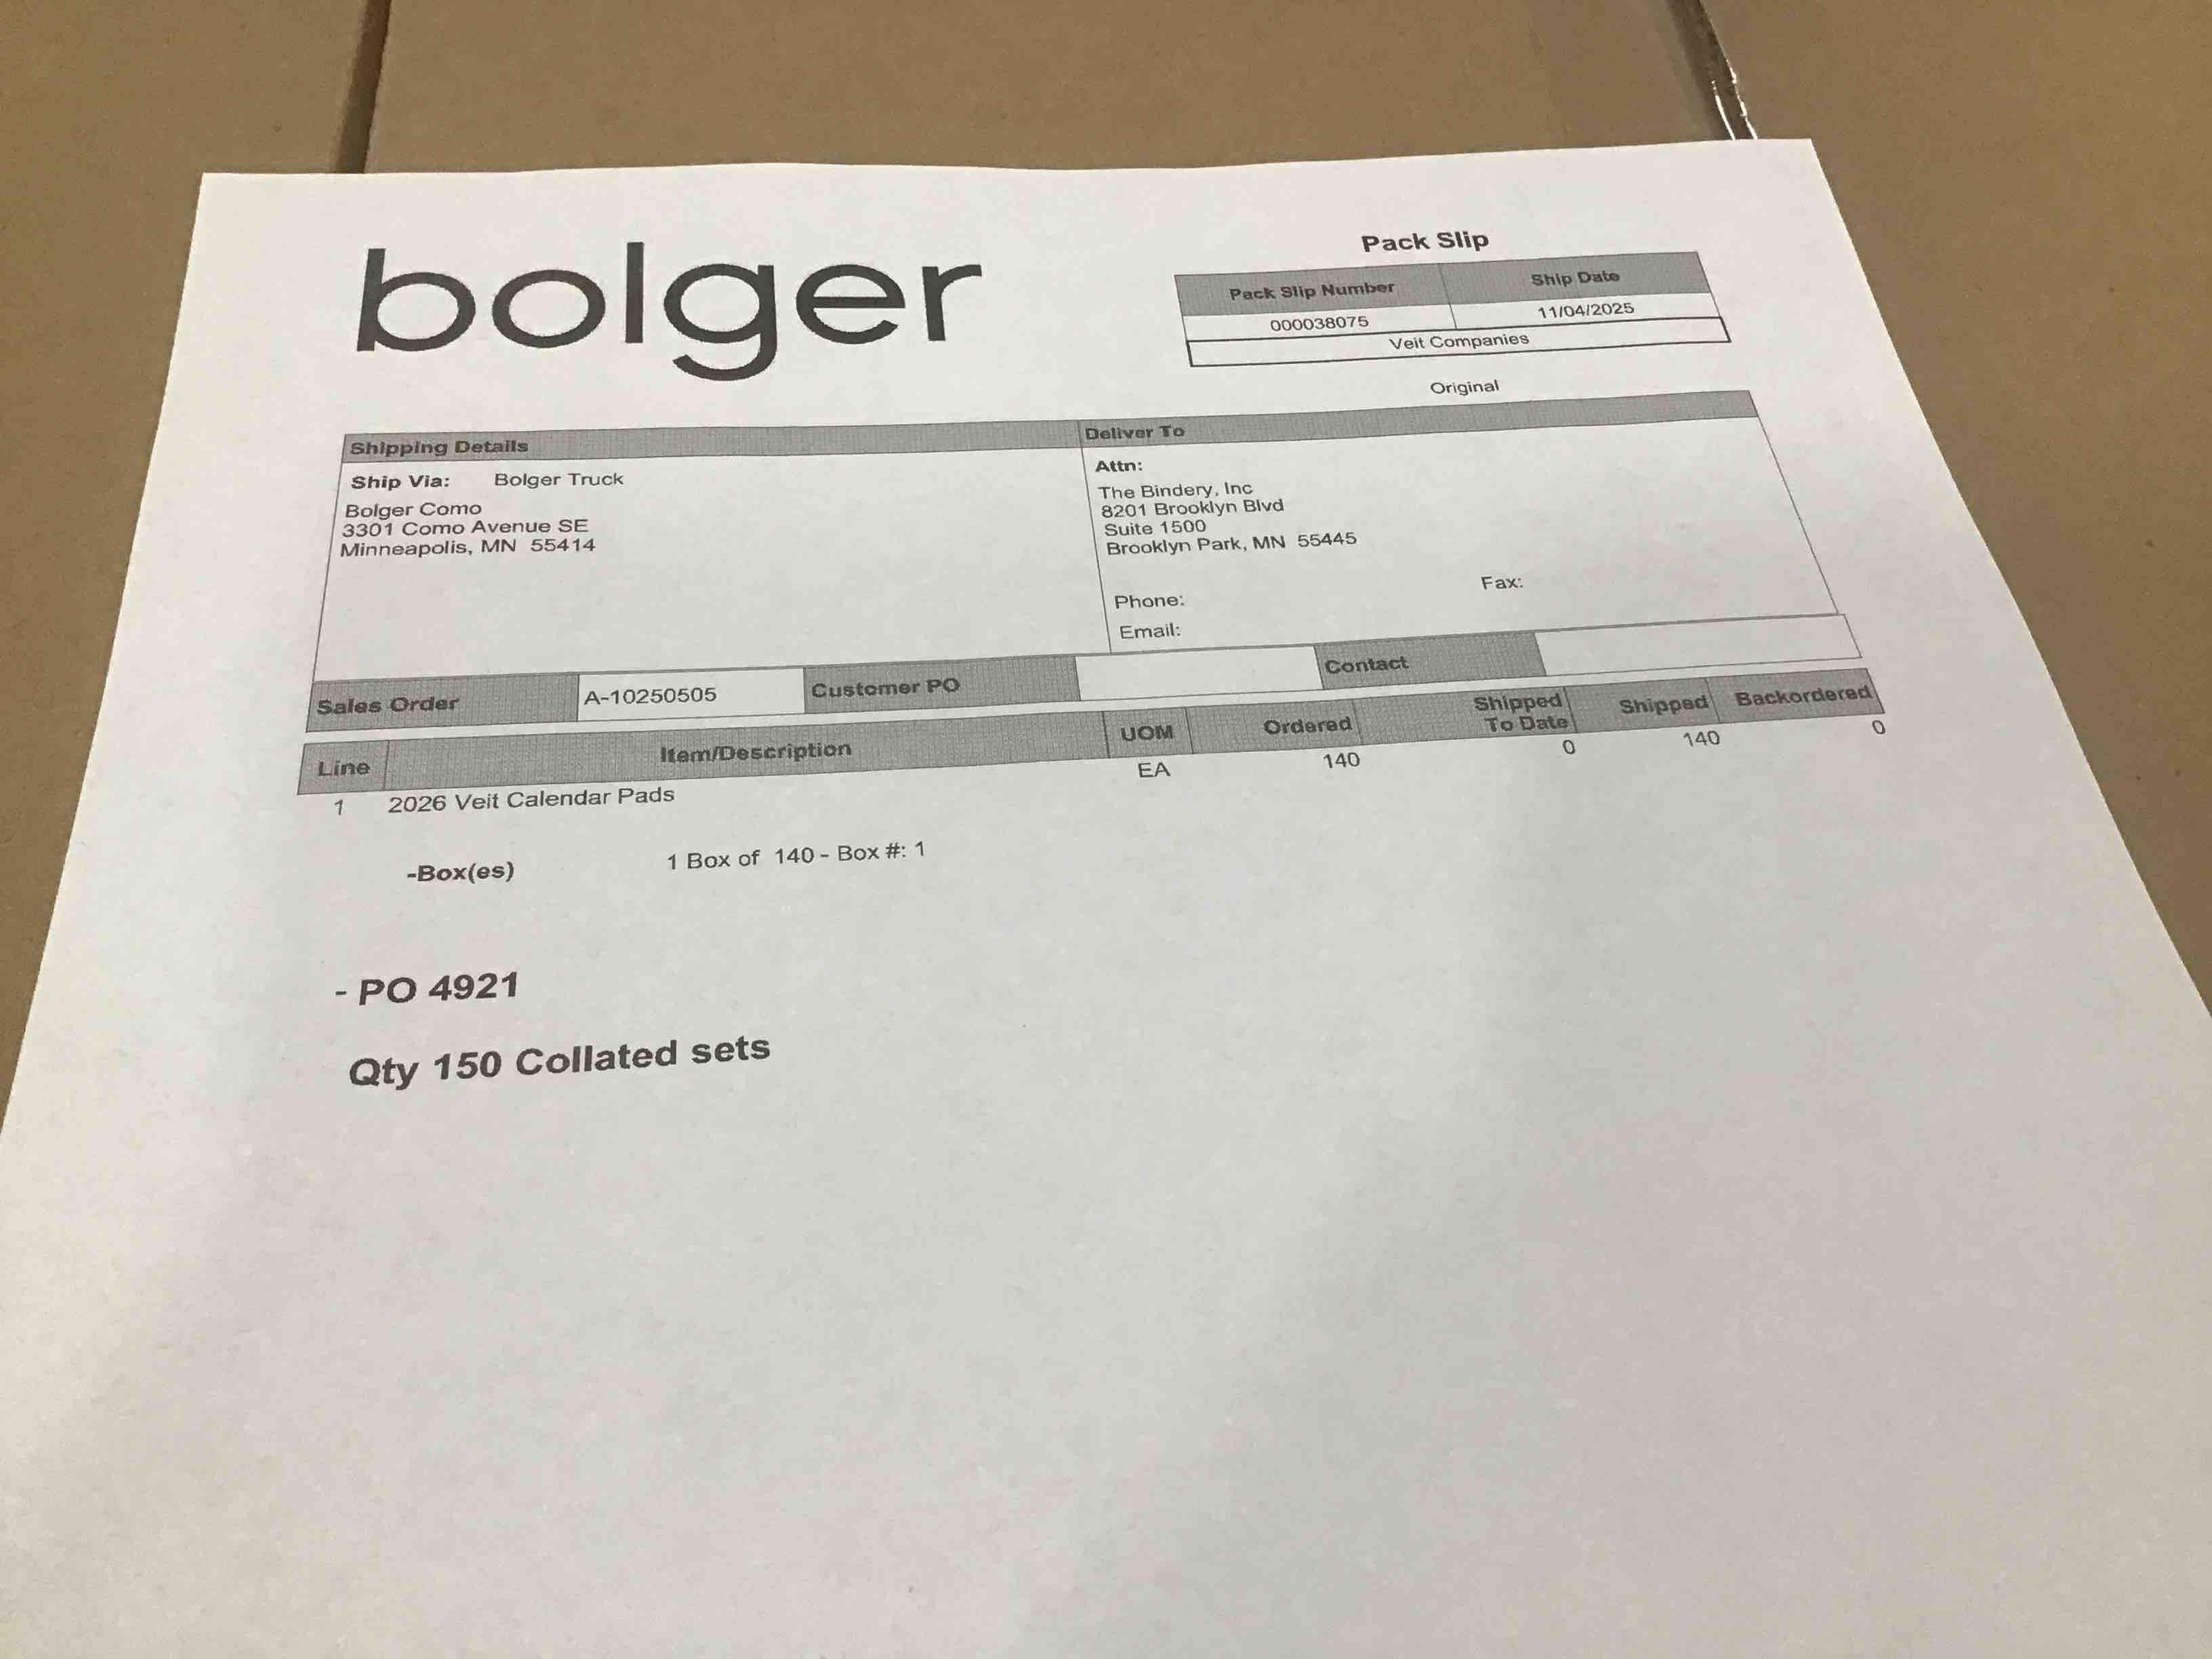 bolger
Pack Slip
Pack Slip Number Ship Date
000038075 11/04/2025
Veit Companies
Original
Shipping Details Deliver To
Ship Via: Bolger Truck
Bolger Como
3301 Como Avenue SE
Minneapolis, MN 55414
Attn:
The Bindery, Inc
8201 Brooklyn Blvd
Suite 1500
Brooklyn Park, MN 55445
Phone: Fax:
Email:
Sales Order A-10250505 Customer PO Contact
Line Item/Description UOM Ordered Shipped To Date Shipped Backordered
1 2026 Veit Calendar Pads EA 140 0 140 0
-Box(es) 1 Box of 140 - Box #: 1
- PO 4921
Qty 150 Collated sets